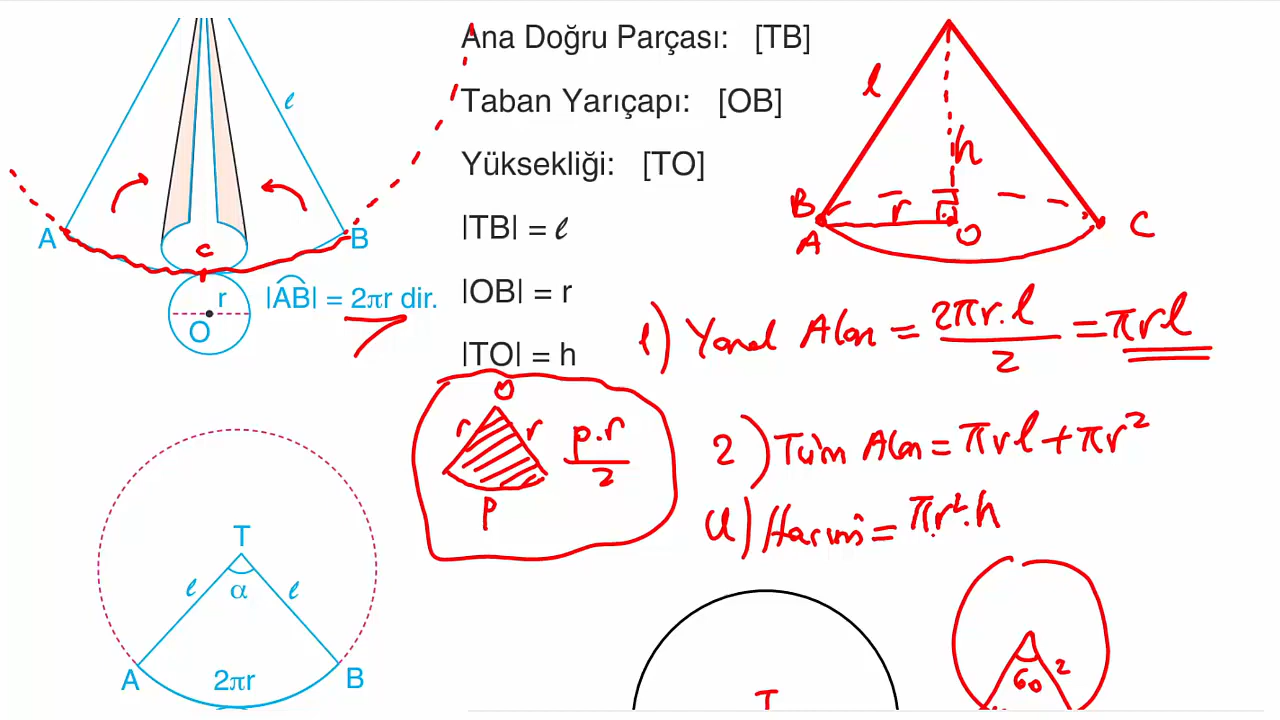 Ana Doğru Parçası: [TB]
Taban Yarıçapı: [OB]
Yüksekliği: [TO]
|TB| = ℓ
|OB| = r
|TO| = h
ℓ
A
B
c
r
O
|AB| = 2πr dir.
l
h
r
B
A
O
C
1) Yanal Alan = 2πr.l / 2 = πrl
O
r
r
p
p.r / 2
2) Tüm Alan = πrl + πr²
Hacim = πr².h
T
ℓ
α
ℓ
A
2πr
B
T
60
2